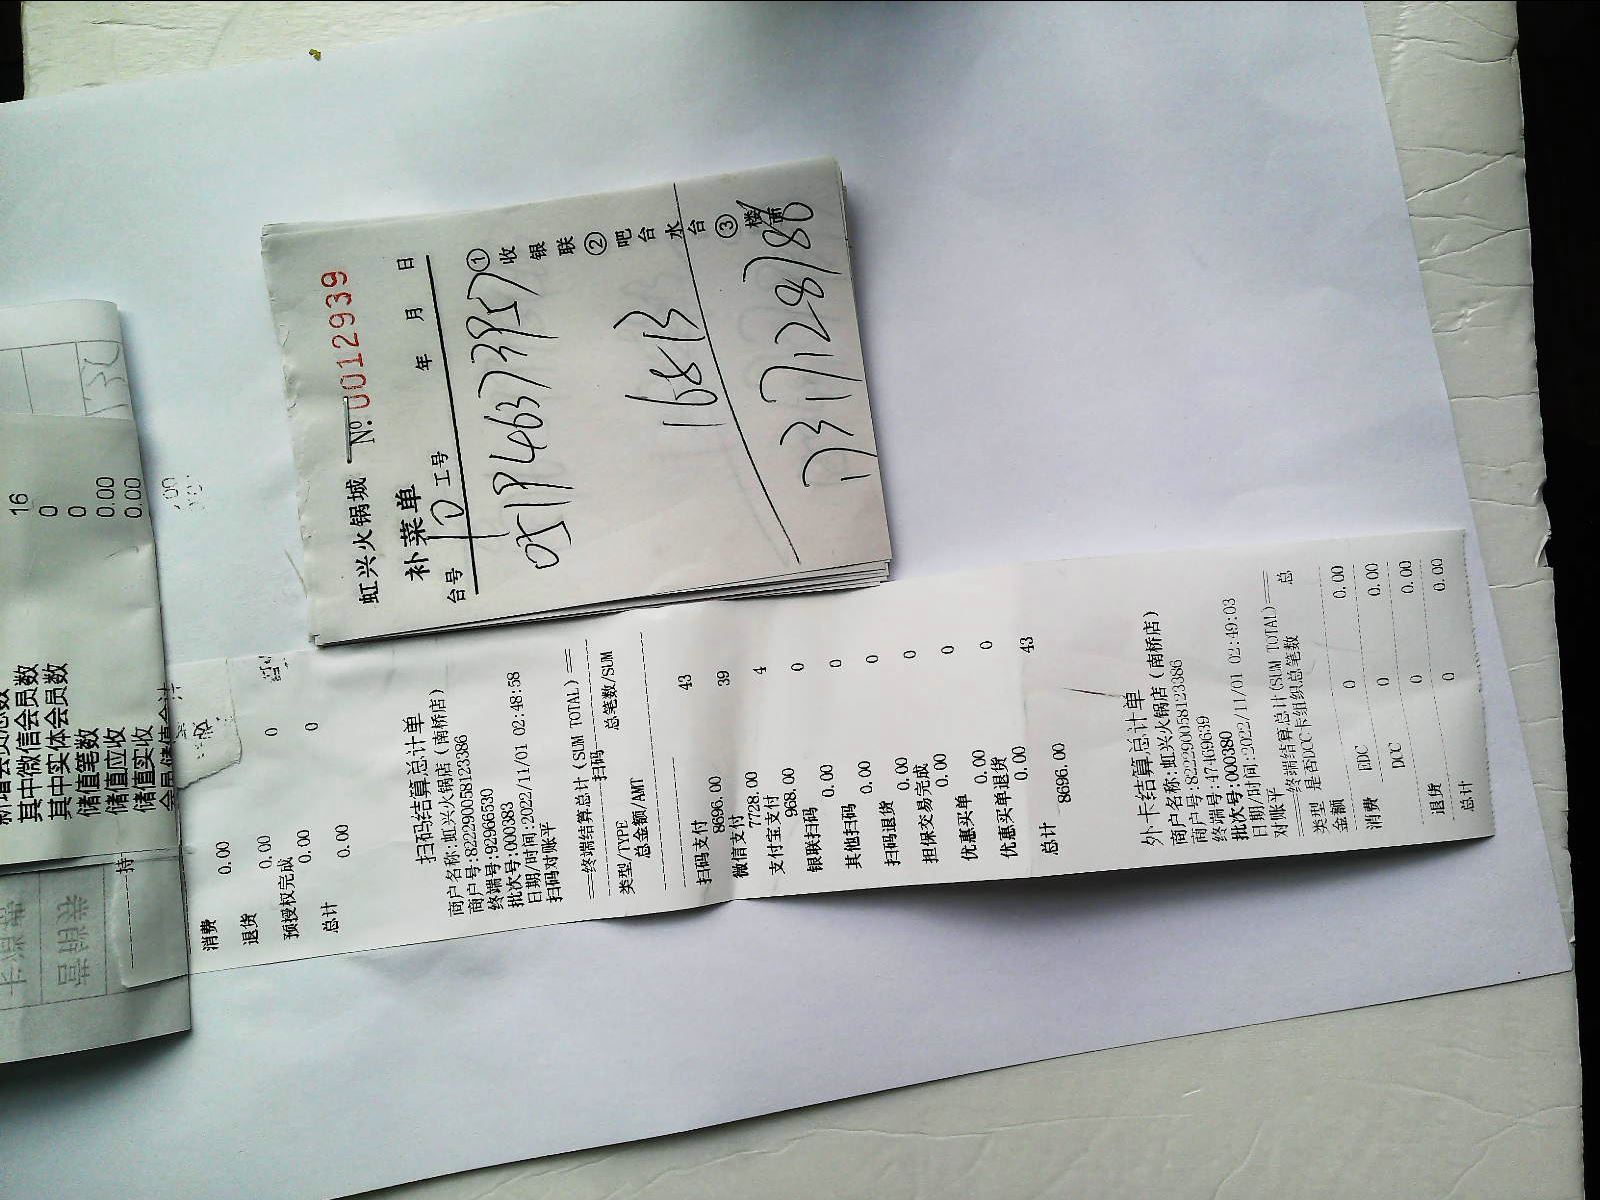 16
其中微信会员数 0
其中实体会员数 0
储值笔数
储值应收 0.00
储值实收 0.00
持
消费
0.00 0
退货
0.00
预授权完成
0.00 0
总计
0.00
虹兴火锅城 №:0012939
补菜单
台号 工号 年 月 日
①收银联 ②吧台水台 ③楼面
扫码结算总计单
商户名称:虹兴火锅店(南桥店)
商户号:822290058123386
终端号:92966530
批次号:000383
日期/时间:2022/11/01 02:48:58
扫码对账平
==终端结算总计(SUM TOTAL)==
扫码
类型/TYPE 总笔数/SUM
总金额/AMT
扫码支付 43
8696.00
微信支付 39
7728.00
支付宝支付 4
968.00
银联扫码 0
0.00
其他扫码 0
0.00
扫码退货 0
0.00
担保交易完成 0
0.00
优惠买单 0
0.00
优惠买单退货 0
0.00
总计 43
8696.00
外卡结算总计单
商户名称:虹兴火锅店(南桥店)
商户号:822290058123386
终端号:47469639
批次号:000380
日期/时间:2022/11/01 02:49:03
对账平
==终端结算总计(SUM TOTAL)==
类型 是否DCC卡组织总笔数 总
金额
EDC 0 0.00
消费
DCC 0 0.00
0 0.00
退货
0 0.00
总计